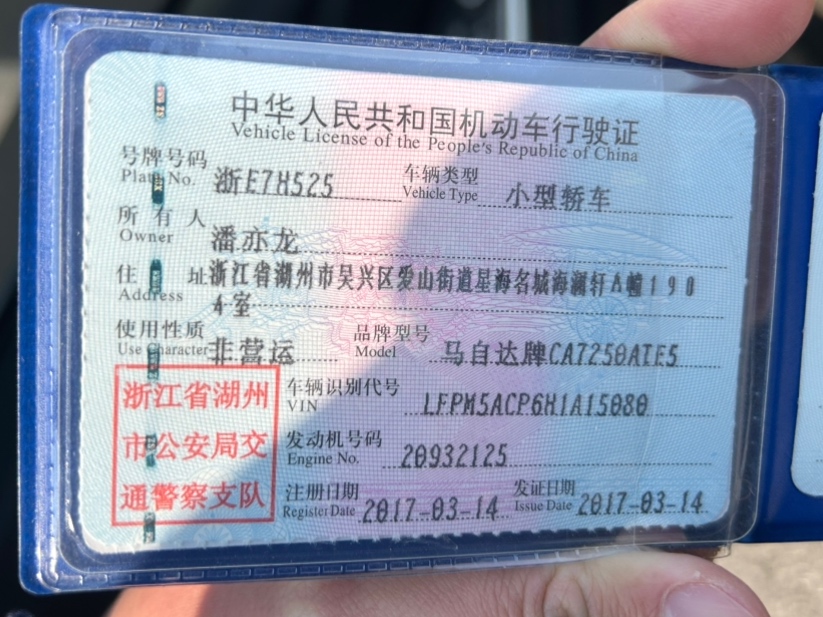 中华人民共和国机动车行驶证
Vehicle License of the People's Republic of China
号牌号码 浙E7H525 车辆类型 小型轿车
Plate No. Vehicle Type
所有人 潘亦龙
Owner
住址 浙江省湖州市吴兴区爱山街道星海名城海澜轩A幢190
Address 4室
使用性质 非营运 品牌型号 马自达牌CA7250ATE5
Use Character Model
车辆识别代号 LFPM5ACP6H1A15080
VIN
发动机号码 20932125
Engine No.
注册日期 2017-03-14 发证日期 2017-03-14
Register Date Issue Date
浙江省湖州
市公安局交
通警察支队